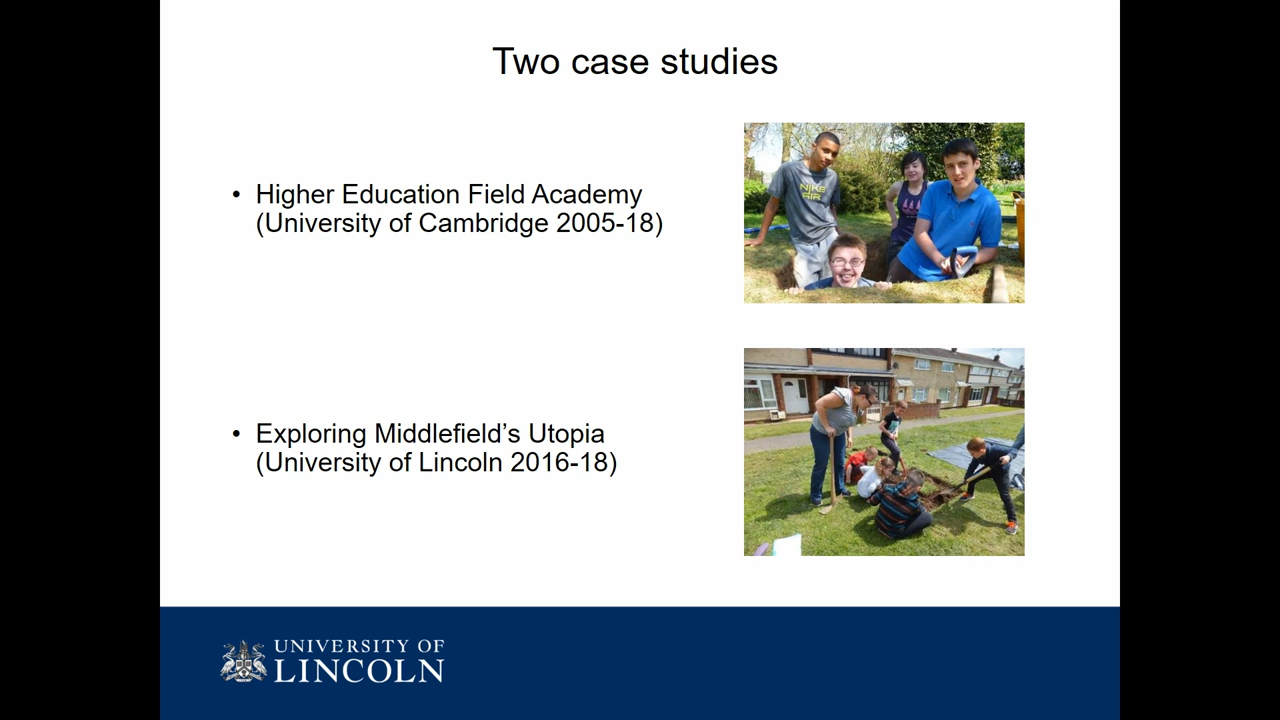 Two case studies
• Higher Education Field Academy
(University of Cambridge 2005-18)
NIKE
AIR
• Exploring Middlefield’s Utopia
(University of Lincoln 2016-18)
UNIVERSITY OF
LINCOLN